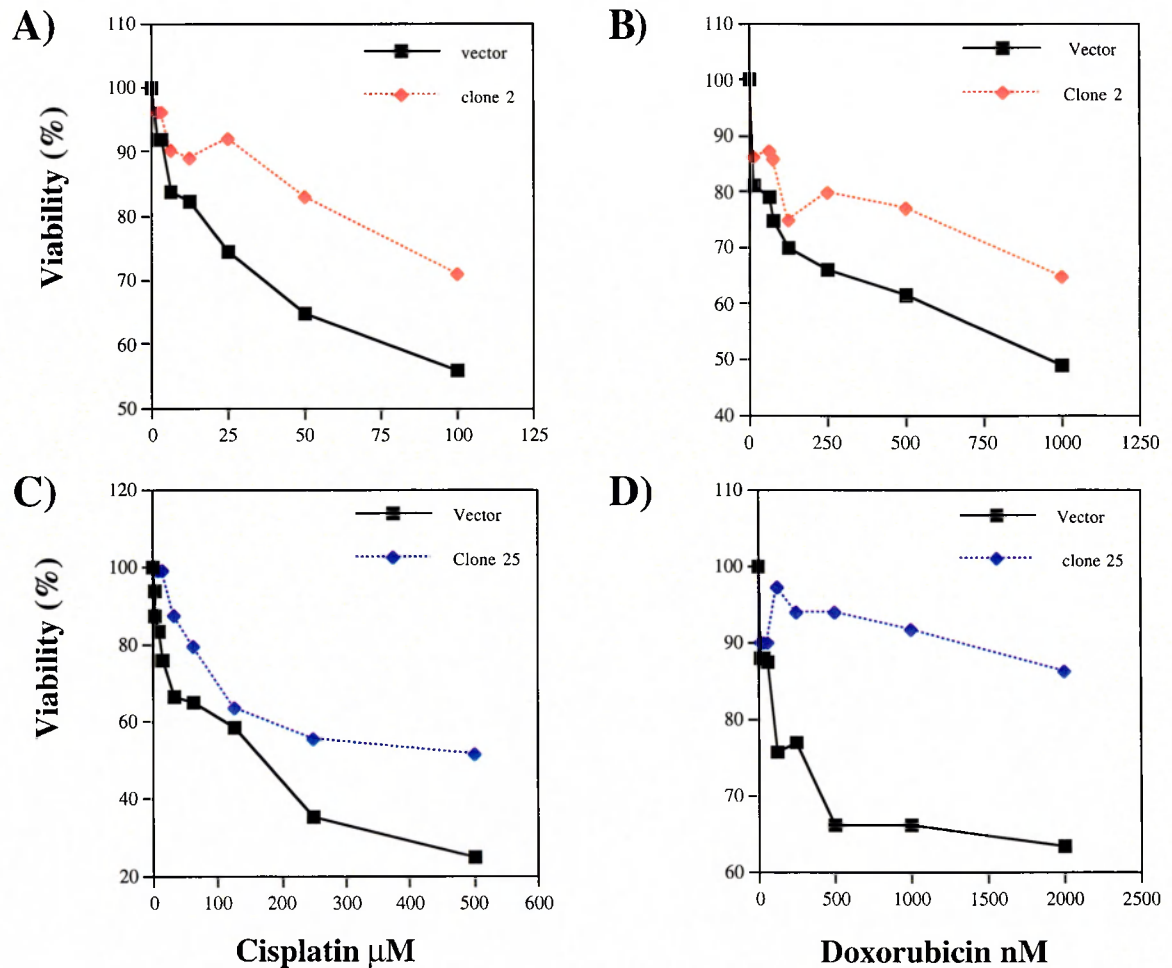 A)
B)
110
100
90
80
70
60
50
vector
clone 2
0 25 50 75 100 125
110
100
90
80
70
60
50
40
Vector
Clone 2
0 250 500 750 1000 1250
Viability (%)
C)
D)
120
100
80
60
40
20
Vector
Clone 25
0 100 200 300 400 500 600
110
100
90
80
70
60
Vector
clone 25
0 500 1000 1500 2000 2500
Viability (%)
Cisplatin μM
Doxorubicin nM